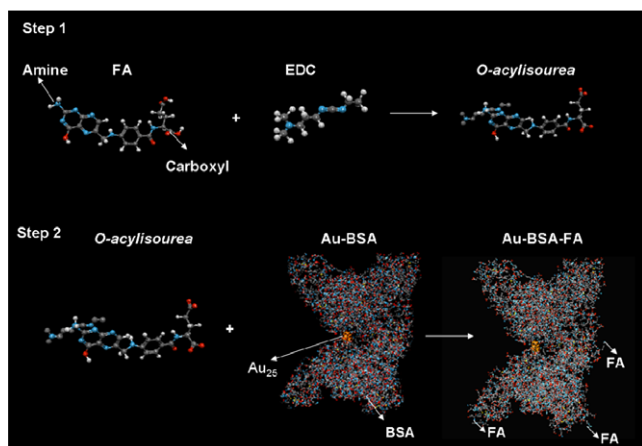 Step 1
Amine
FA
EDC
O-acylisourea
+
Carboxyl
Step 2
O-acylisourea
Au-BSA
Au-BSA-FA
+
Au25
FA
BSA
FA
FA